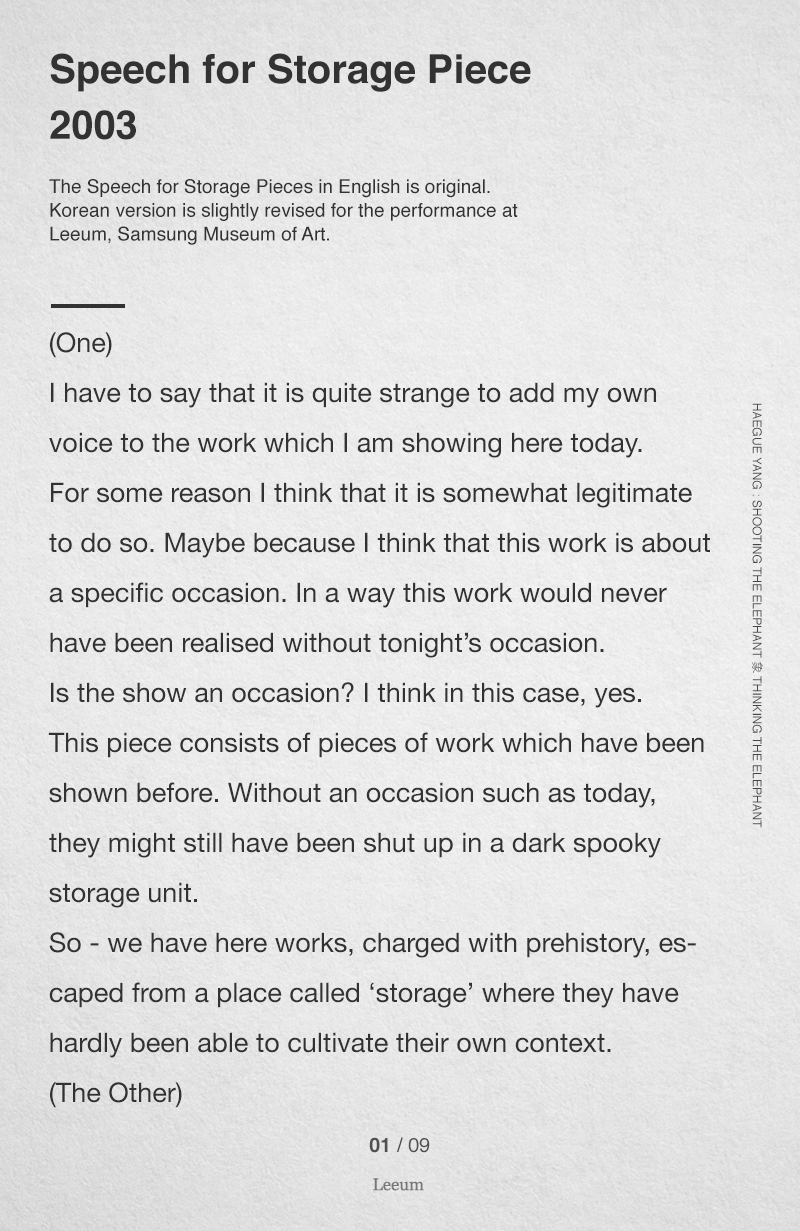 Speech for Storage Piece
2003
The Speech for Storage Pieces in English is original.
Korean version is slightly revised for the performance at
Leeum, Samsung Museum of Art.
(One)
I have to say that it is quite strange to add my own
voice to the work which I am showing here today.
For some reason I think that it is somewhat legitimate
to do so. Maybe because I think that this work is about
a specific occasion. In a way this work would never
have been realised without tonight’s occasion.
Is the show an occasion? I think in this case, yes.
This piece consists of pieces of work which have been
shown before. Without an occasion such as today,
they might still have been shut up in a dark spooky
storage unit.
So - we have here works, charged with prehistory, es-
caped from a place called ‘storage’ where they have
hardly been able to cultivate their own context.
(The Other)
HAEGUE YANG : SHOOTING THE ELEPHANT 象 THINKING THE ELEPHANT
01 / 09
Leeum